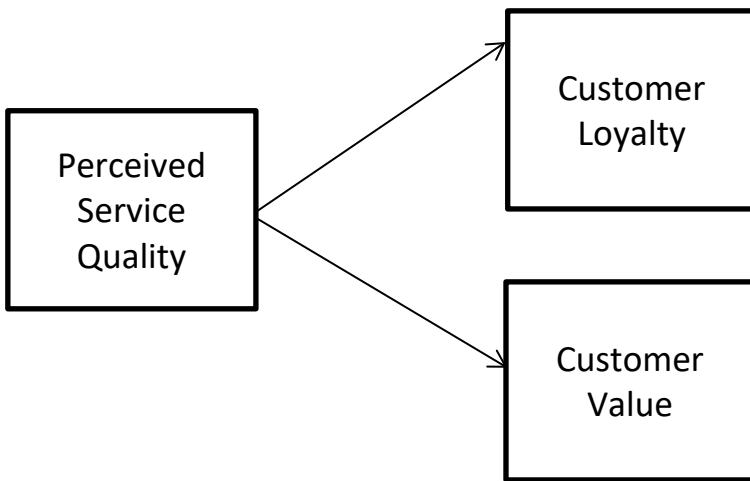 Perceived
Service
Quality
Customer
Loyalty
Customer
Value